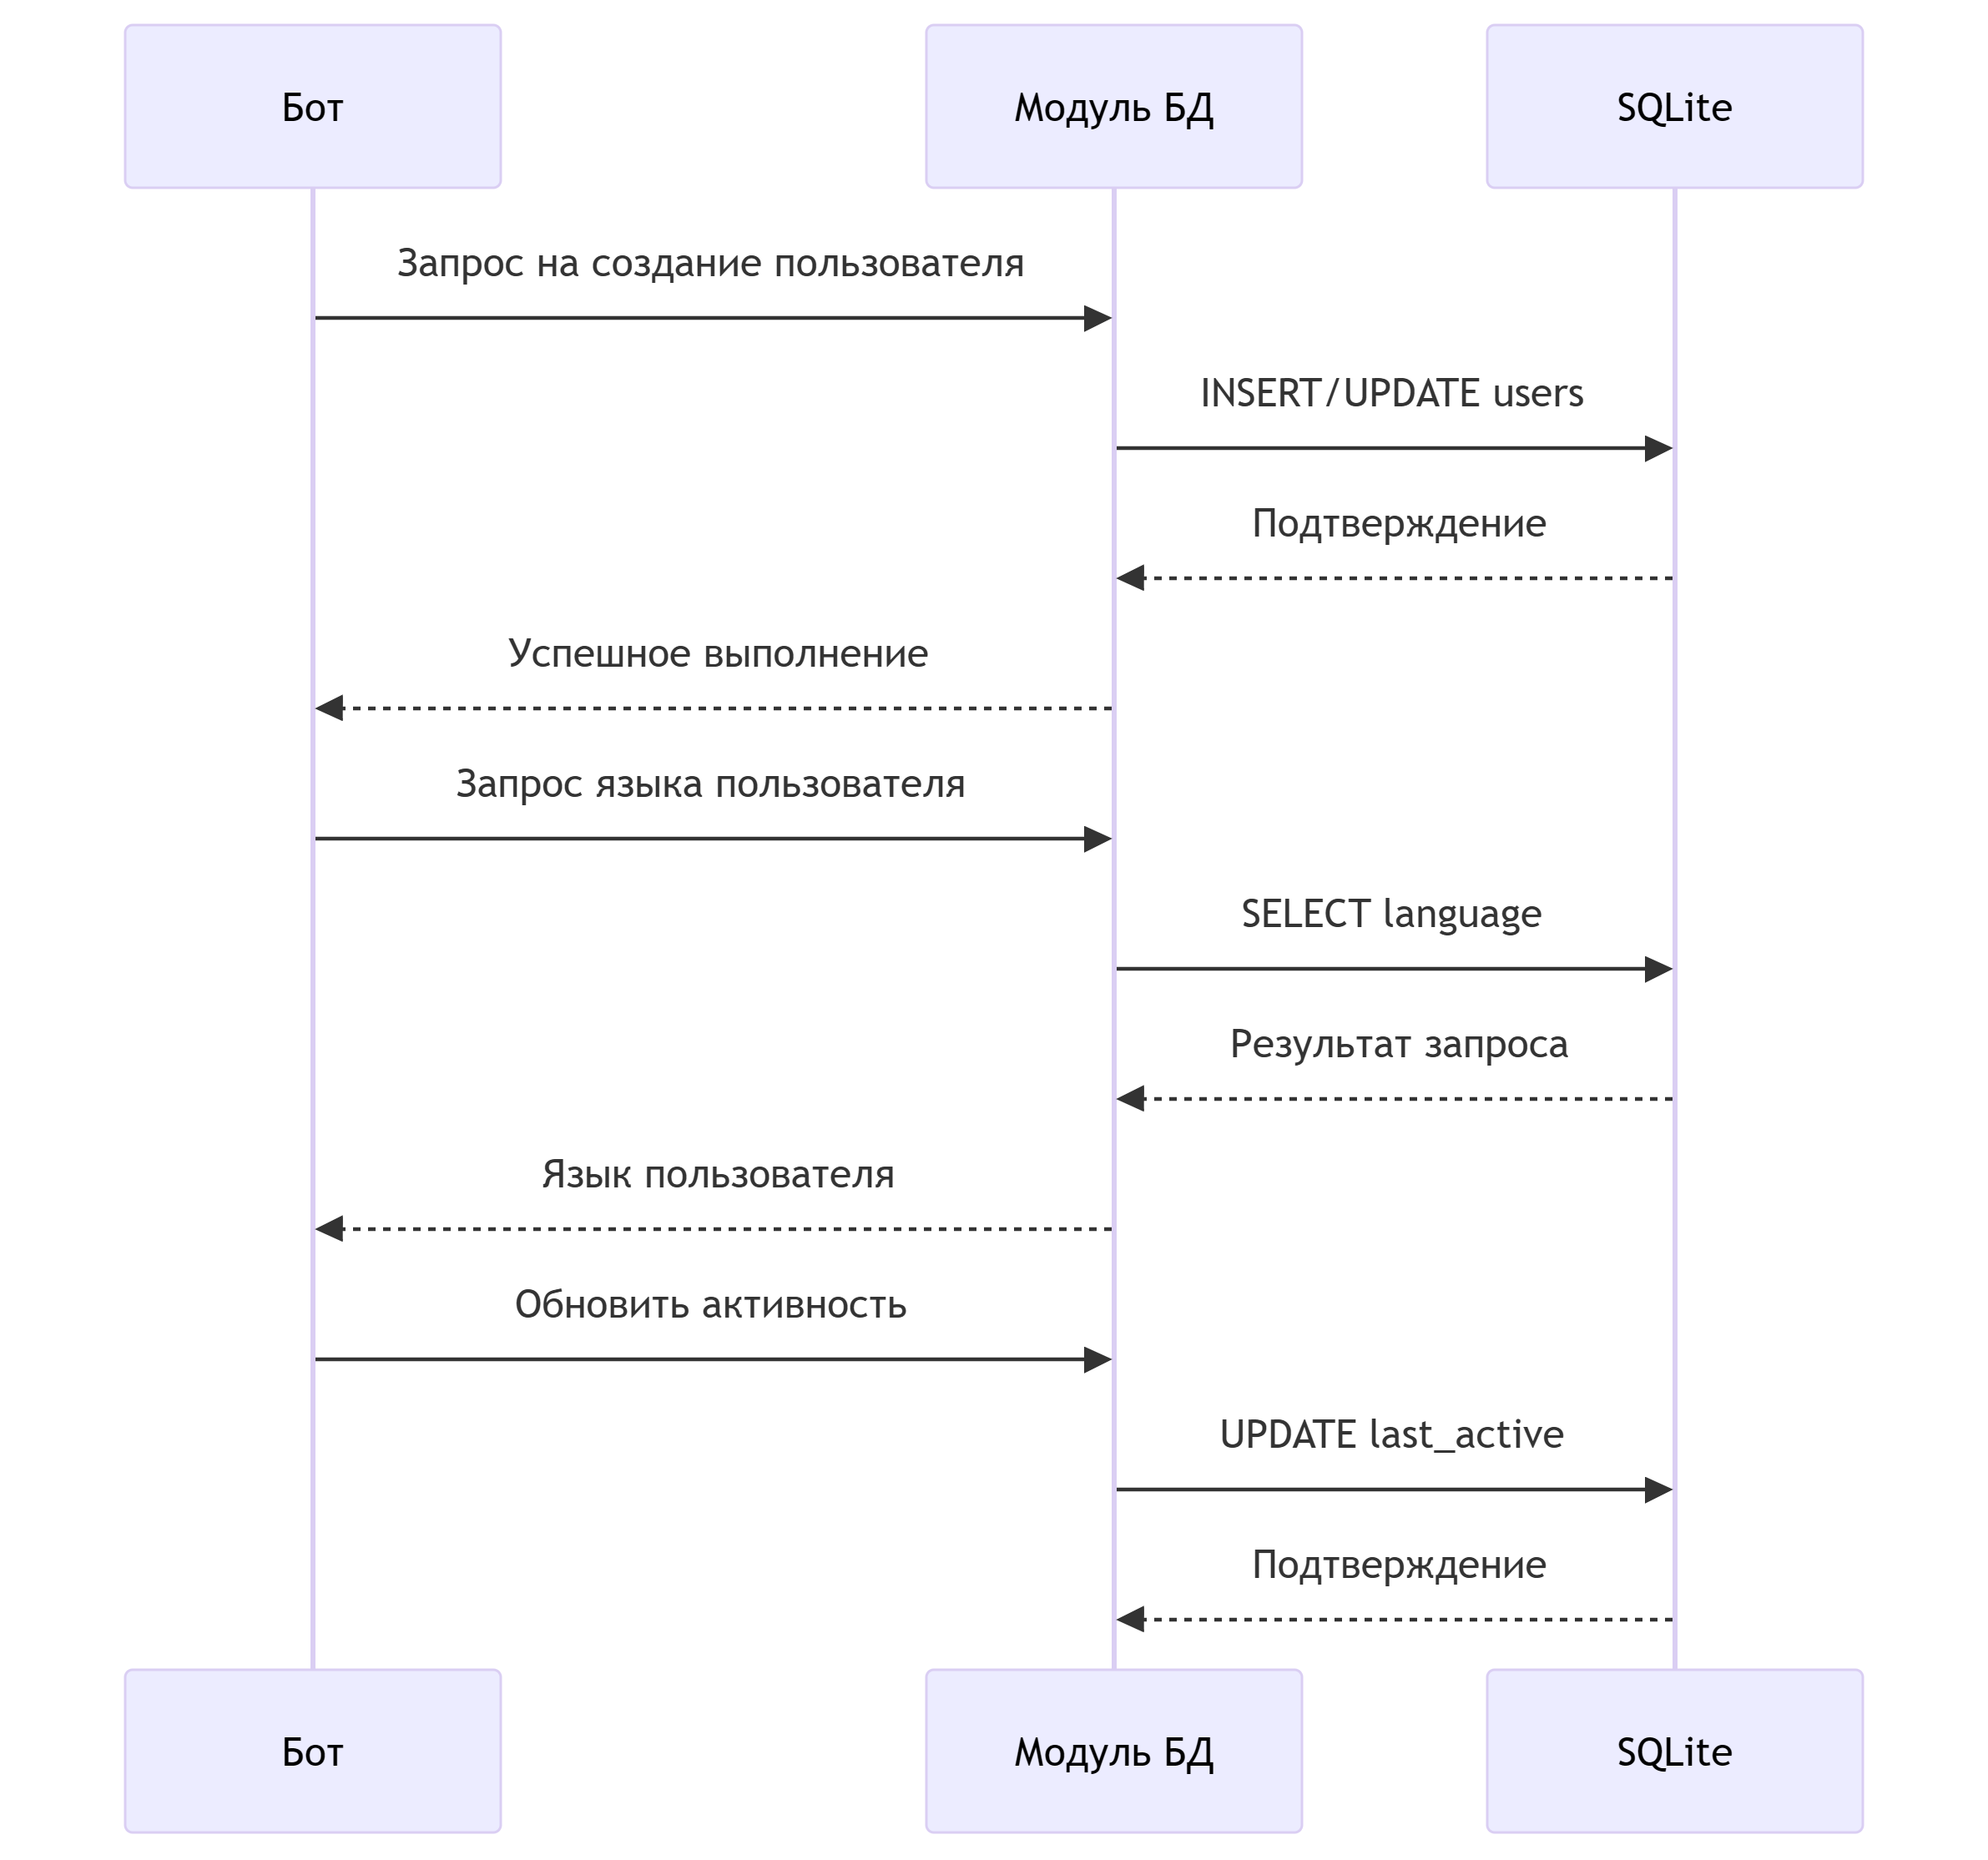 Бот
Модуль БД
SQLite
Запрос на создание пользователя
INSERT/UPDATE users
Подтверждение
Успешное выполнение
Запрос языка пользователя
SELECT language
Результат запроса
Язык пользователя
Обновить активность
UPDATE last_active
Подтверждение
Бот
Модуль БД
SQLite